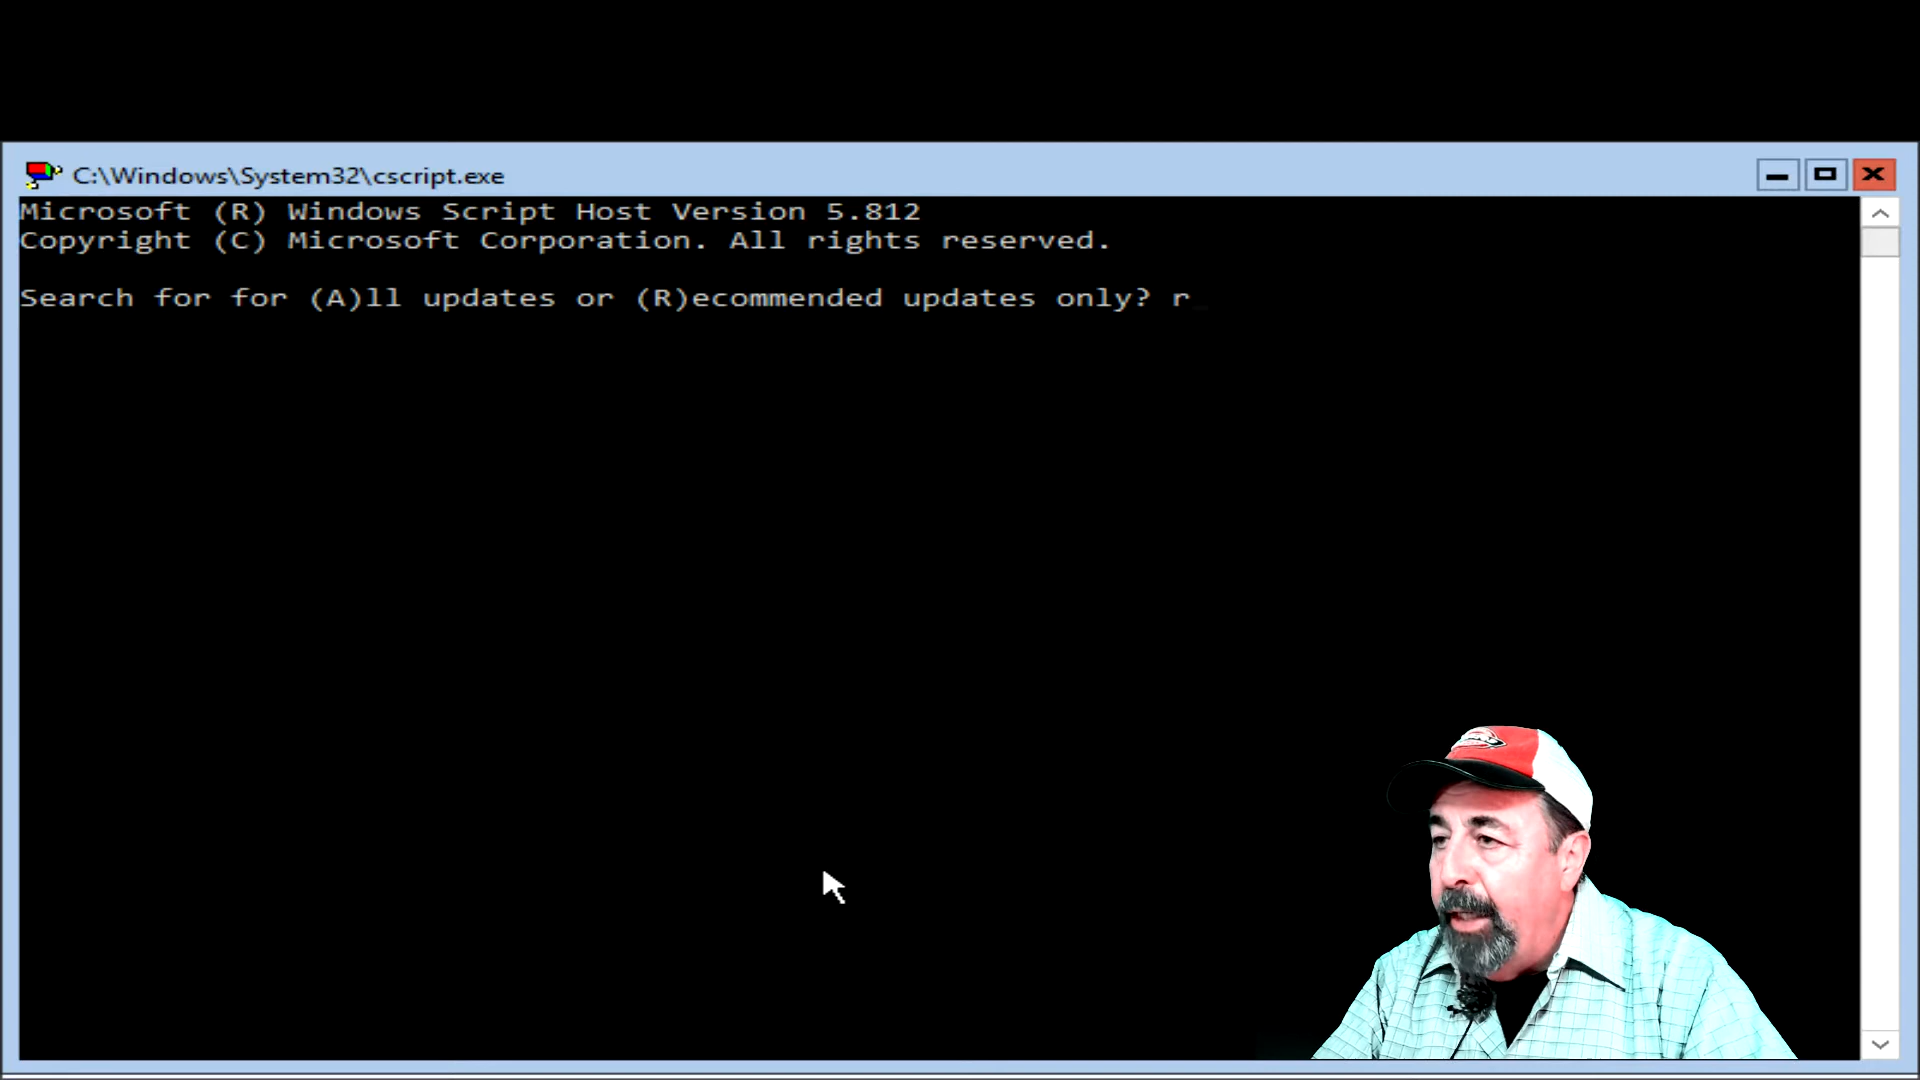 C:\Windows\System32\cscript.exe
Microsoft (R) Windows Script Host Version 5.812
Copyright (C) Microsoft Corporation. All rights reserved.
Search for for (A)ll updates or (R)ecommended updates only? r